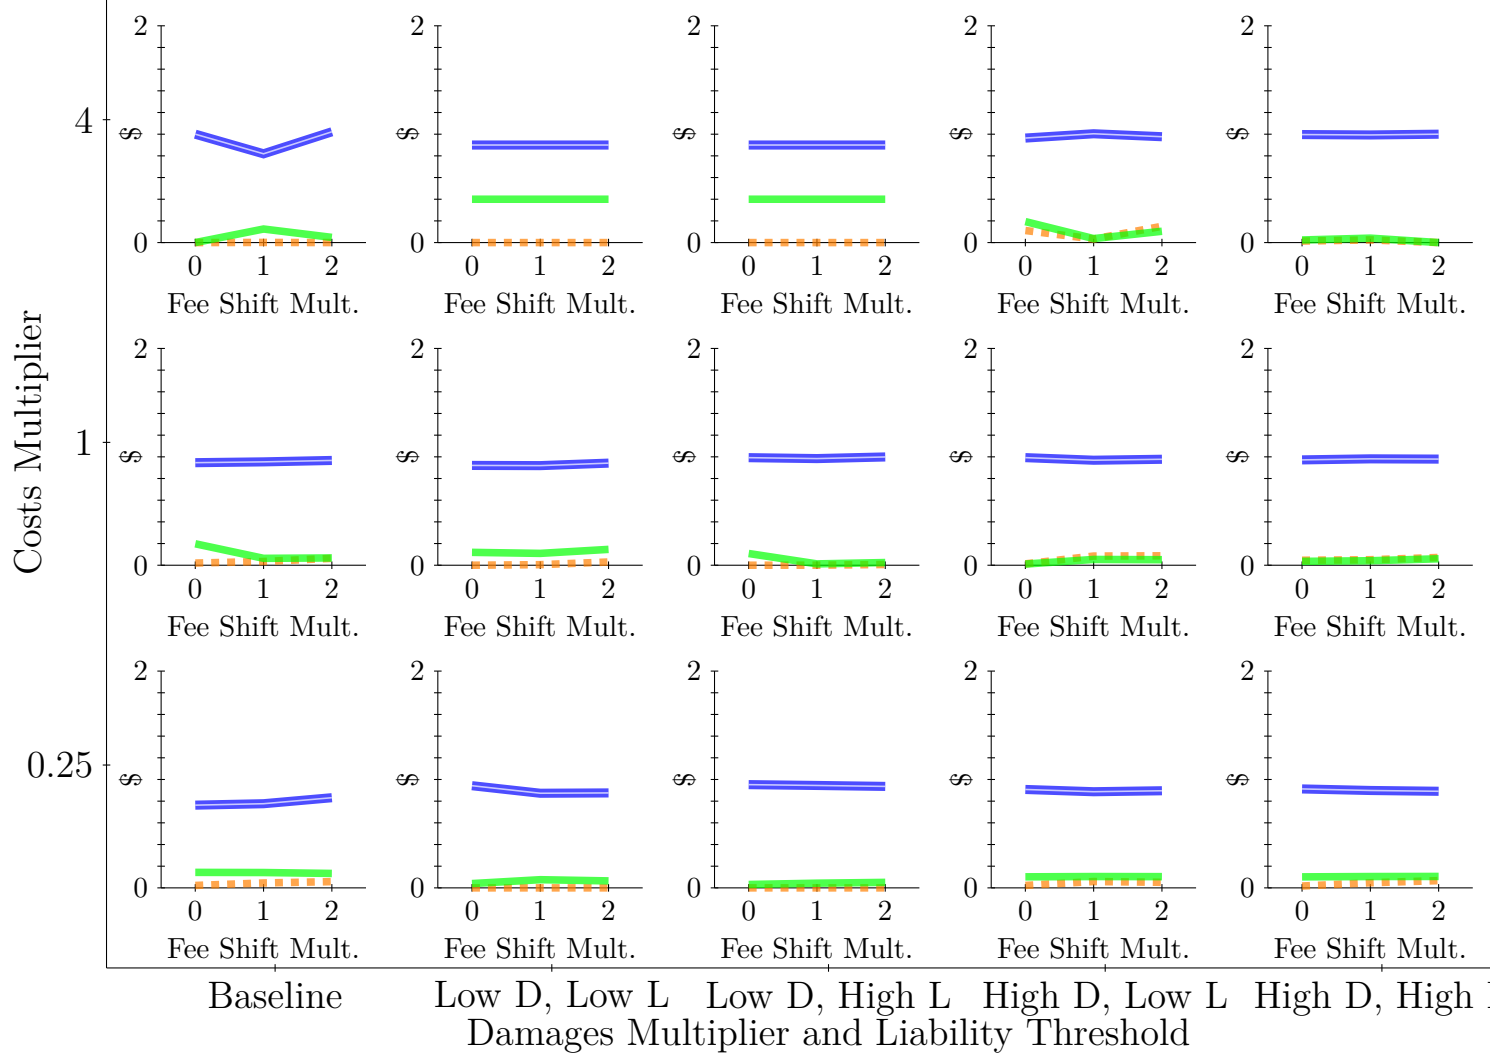 2 2 2 2 2
4
$ $ $ $ $
0 0 0 0 0
0 1 2 0 1 2 0 1 2 0 1 2 0 1 2
Fee Shift Mult. Fee Shift Mult. Fee Shift Mult. Fee Shift Mult. Fee Shift Mult.
Costs Multiplier
2 2 2 2 2
1
$ $ $ $ $
0 0 0 0 0
0 1 2 0 1 2 0 1 2 0 1 2 0 1 2
Fee Shift Mult. Fee Shift Mult. Fee Shift Mult. Fee Shift Mult. Fee Shift Mult.
2 2 2 2 2
0.25
$ $ $ $ $
0 0 0 0 0
0 1 2 0 1 2 0 1 2 0 1 2 0 1 2
Fee Shift Mult. Fee Shift Mult. Fee Shift Mult. Fee Shift Mult. Fee Shift Mult.
Baseline Low D, Low L Low D, High L High D, Low L High D, High
Damages Multiplier and Liability Threshold